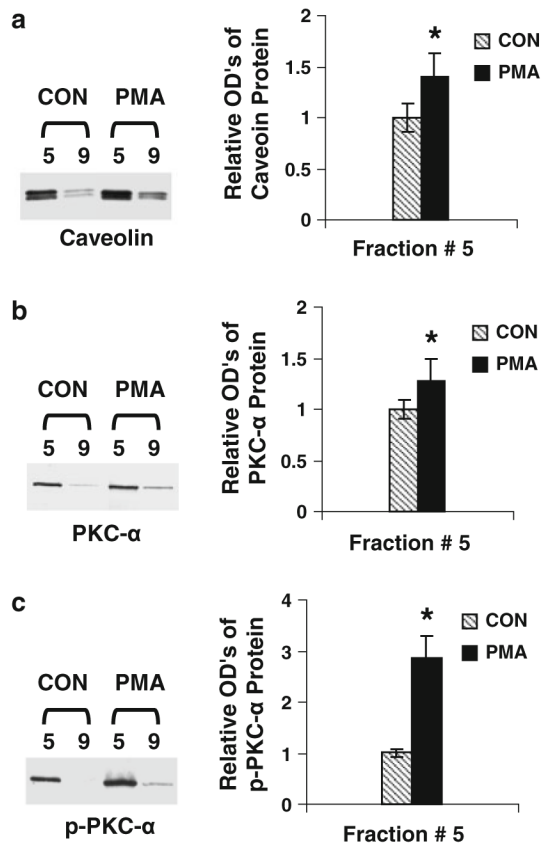 a
CON PMA
5 9 5 9
Caveolin
Relative OD's of
Caveoin Protein
2
1.5
1
0.5
0
*
CON
PMA
Fraction # 5
b
CON PMA
5 9 5 9
PKC-α
Relative OD's of
PKC-α Protein
2
1.5
1
0.5
0
*
CON
PMA
Fraction # 5
c
CON PMA
5 9 5 9
p-PKC-α
Relative OD's of
p-PKC-α Protein
4
3
2
1
0
*
CON
PMA
Fraction # 5